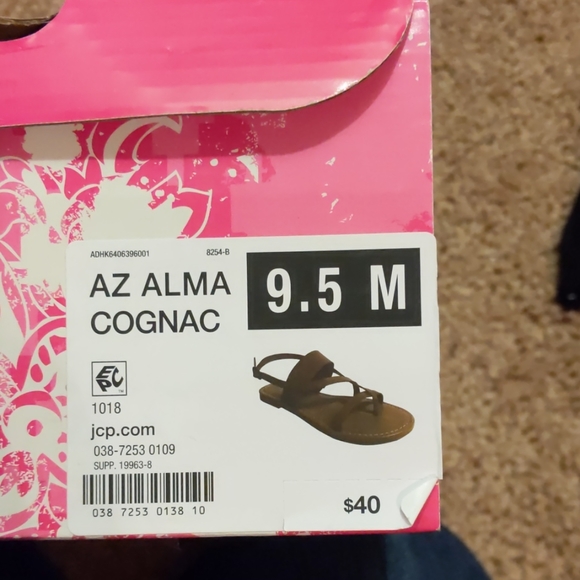 ADHK6406396001 8254-B
AZ ALMA
COGNAC
9.5 M
EPC
1018
jcp.com
038-7253 0109
SUPP. 19963-8
038 7253 0138 10
$40